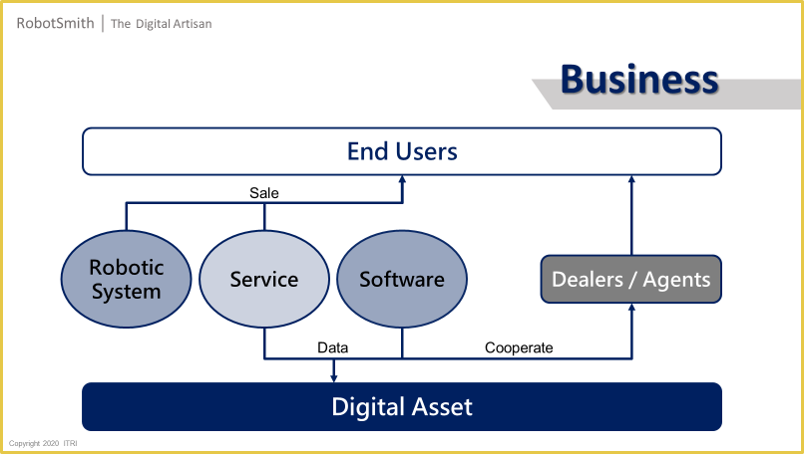 RobotSmith | The Digital Artisan
Business
End Users
Sale
Robotic
System
Service
Software
Dealers / Agents
Data
Cooperate
Digital Asset
Copyright 2020 ITRI